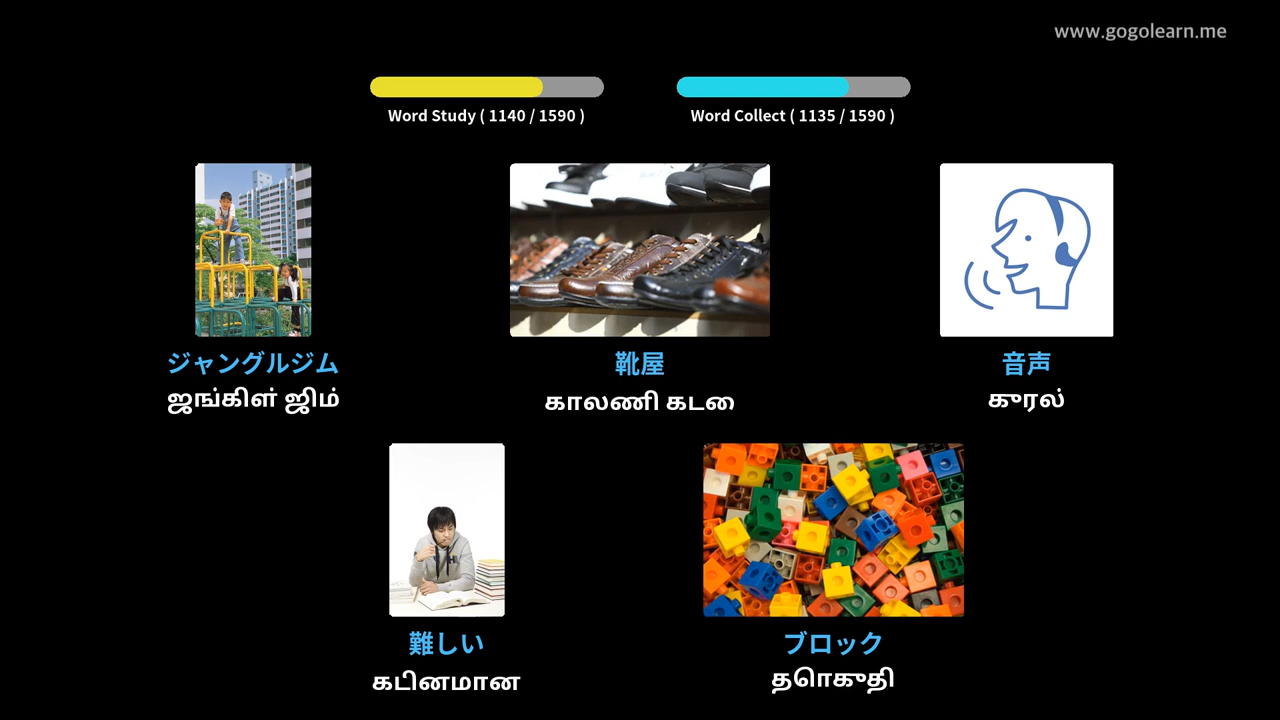 www.gogolearn.me
Word Study ( 1140 / 1590 )
Word Collect ( 1135 / 1590 )
ジャングルジム
ஜங்கிள் ஜிம்
靴屋
காலணி கடை
音声
குரல்
難しい
கடினமான
ブロック
தொகுதி